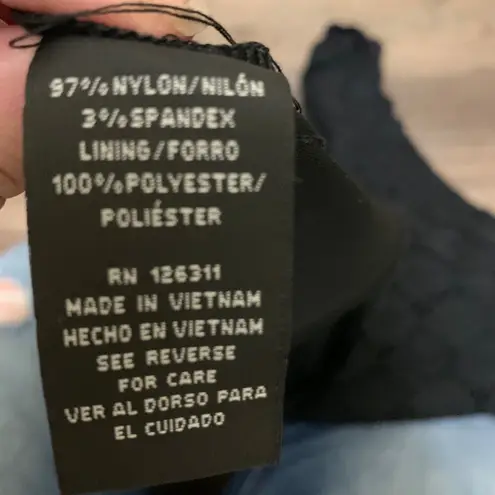 97% NYLON/NILÓN
3% SPANDEX
LINING/FORRO
100% POLYESTER/
POLIÉSTER
RN 126311
MADE IN VIETNAM
HECHO EN VIETNAM
SEE REVERSE
FOR CARE
VER AL DORSO PARA
EL CUIDADO